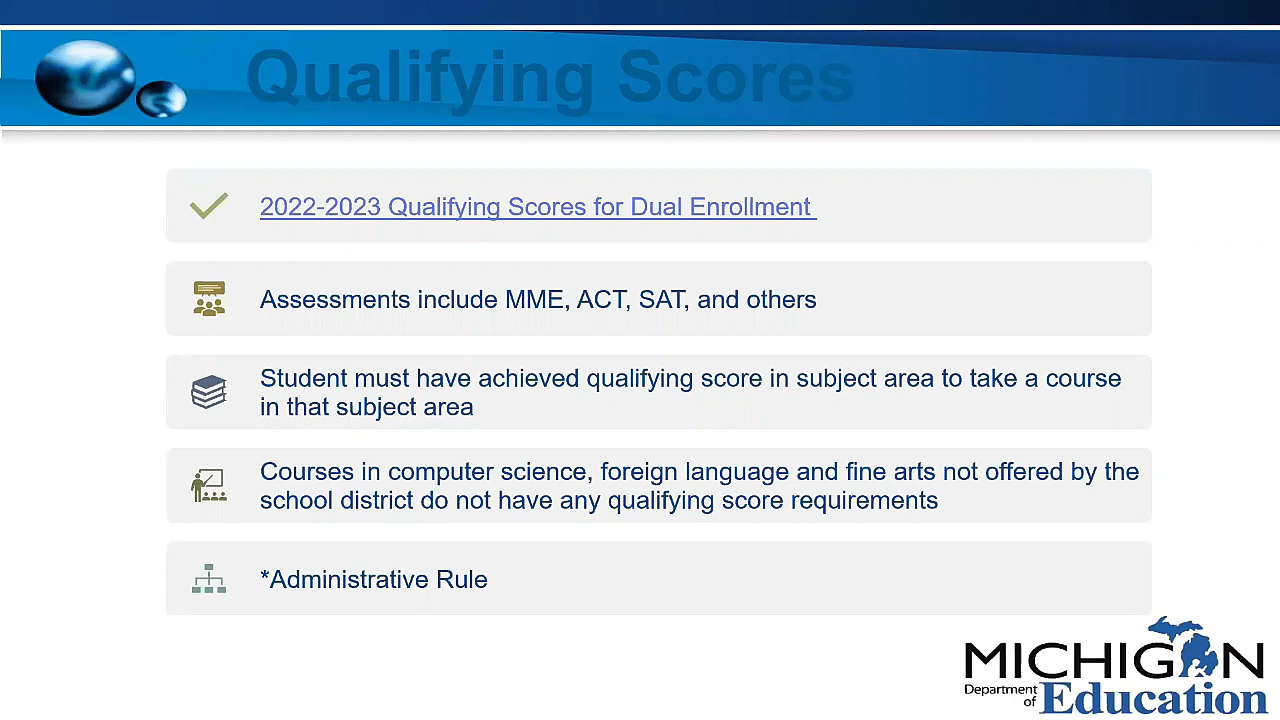 Qualifying Scores
2022-2023 Qualifying Scores for Dual Enrollment
Assessments include MME, ACT, SAT, and others
Student must have achieved qualifying score in subject area to take a course
in that subject area
Courses in computer science, foreign language and fine arts not offered by the
school district do not have any qualifying score requirements
*Administrative Rule
MICHIGAN
Department
of Education